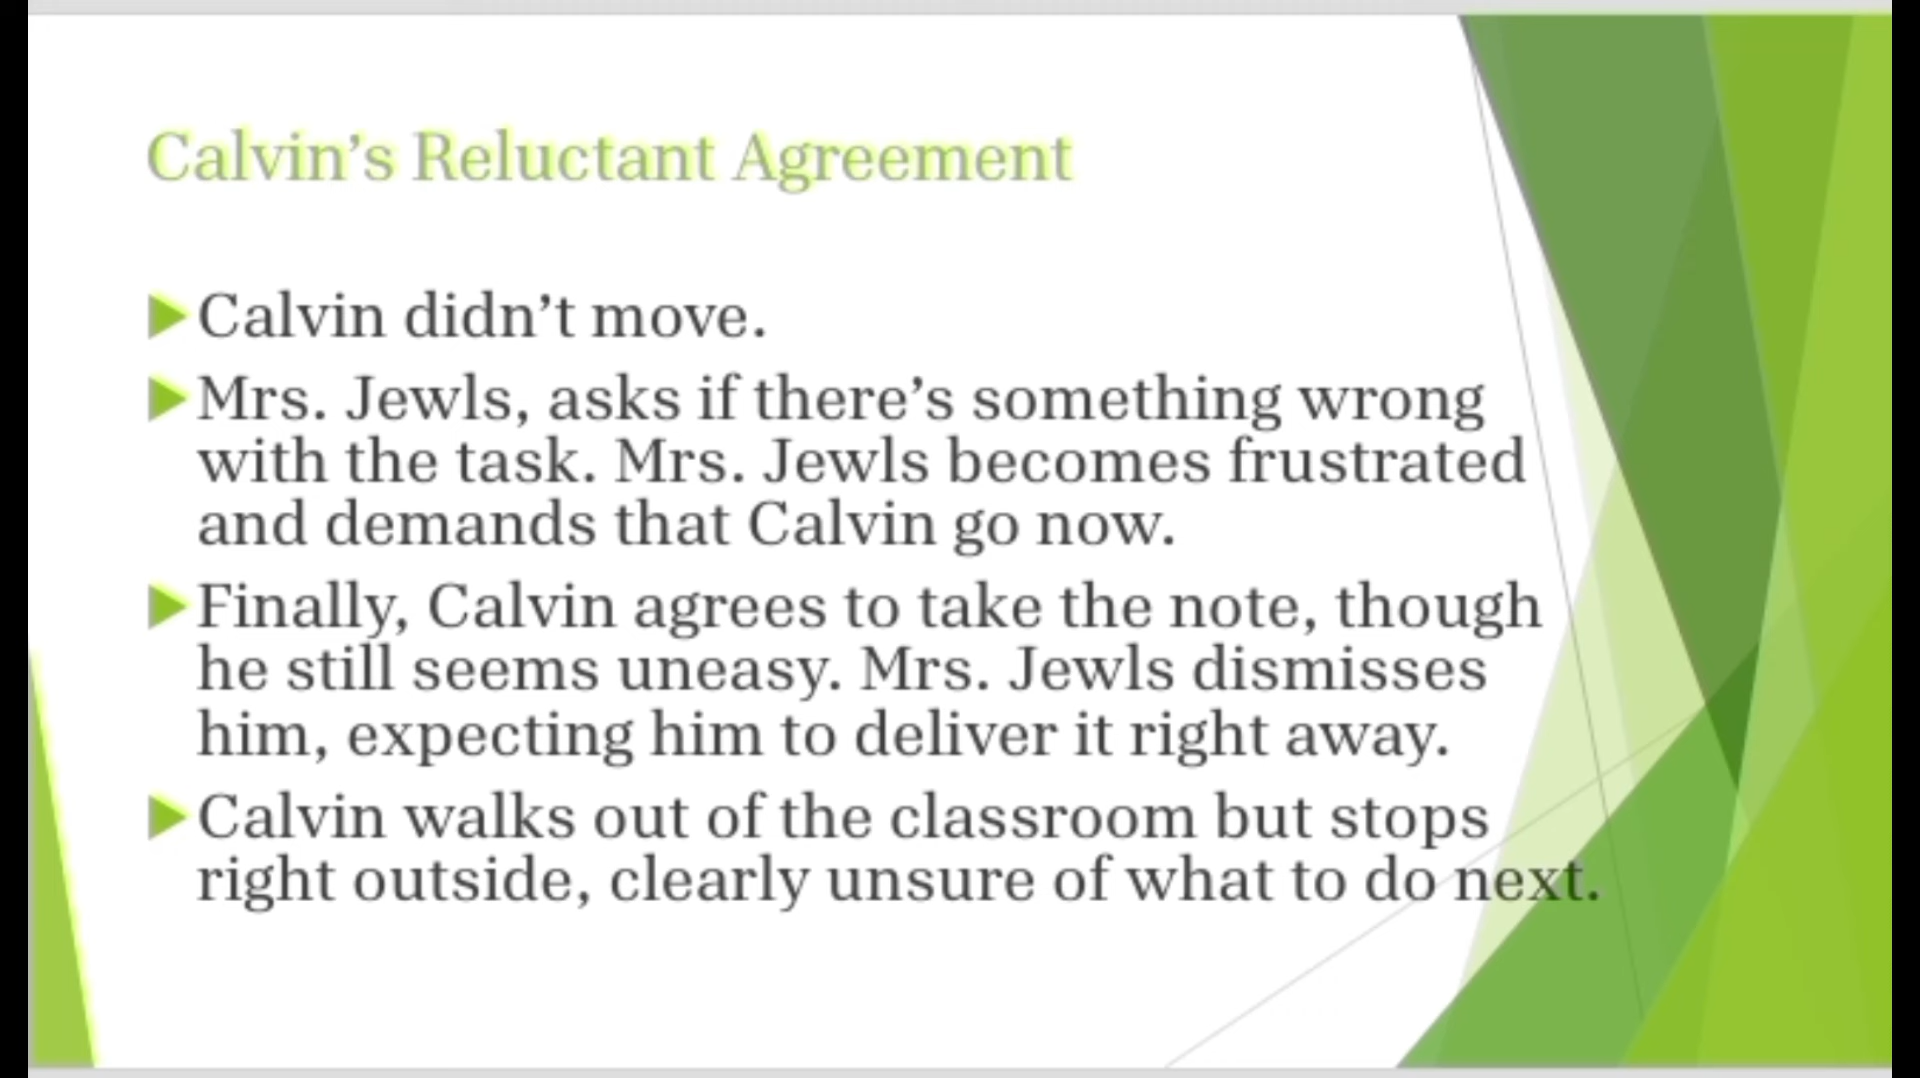 Calvin’s Reluctant Agreement
Calvin didn’t move.
Mrs. Jewls, asks if there’s something wrong
with the task. Mrs. Jewls becomes frustrated
and demands that Calvin go now.
Finally, Calvin agrees to take the note, though
he still seems uneasy. Mrs. Jewls dismisses
him, expecting him to deliver it right away.
Calvin walks out of the classroom but stops
right outside, clearly unsure of what to do next.